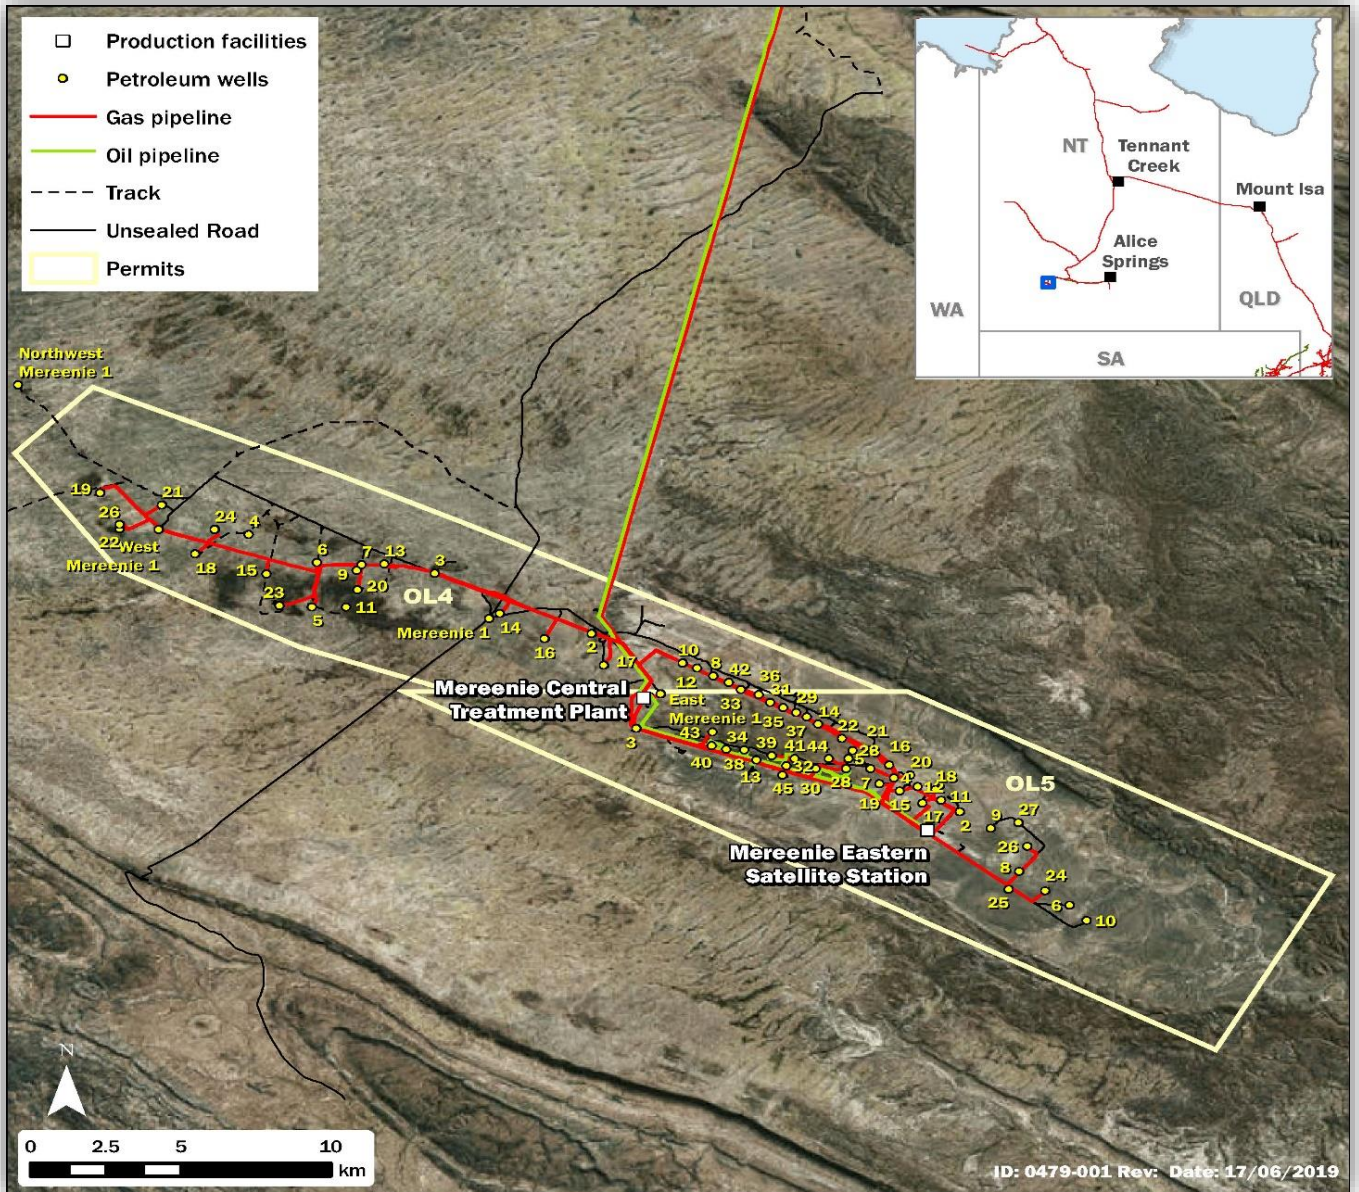 Production facilities
Petroleum wells
Gas pipeline
Oil pipeline
Track
Unsealed Road
Permits
NT
Tennant
Creek
Mount Isa
Alice
Springs
WA
QLD
SA
Northwest
Mereenie 1
19
21
26
22
West
Mereenie 1
24
4
18
15
6
7
13
9
3
20
23
5
11
OL4
Mereenie 1
14
16
2
17
10
8
12
42
36
Mereenie Central
Treatment Plant
East
Mereenie 1
33
31
29
35
14
3
43
34
37
22
21
40
38
39
41
44
28
16
13
32
5
45
30
28
7
4
20
19
15
12
18
11
17
2
OL5
9
27
26
Mereenie Eastern
Satellite Station
8
24
25
6
10
N
0 2.5 5 10
km
ID: 0479-001 Rev: Date: 17/06/2019